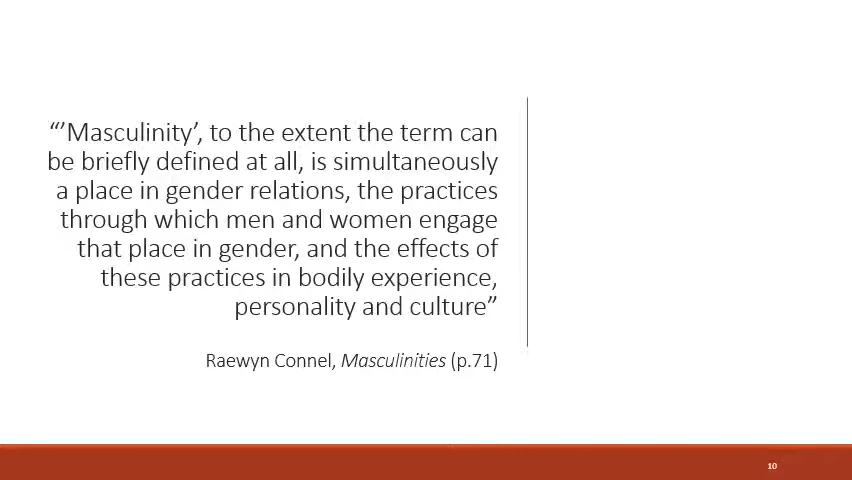 “’Masculinity’, to the extent the term can
be briefly defined at all, is simultaneously
a place in gender relations, the practices
through which men and women engage
that place in gender, and the effects of
these practices in bodily experience,
personality and culture”
Raewyn Connel, Masculinities (p.71)
10